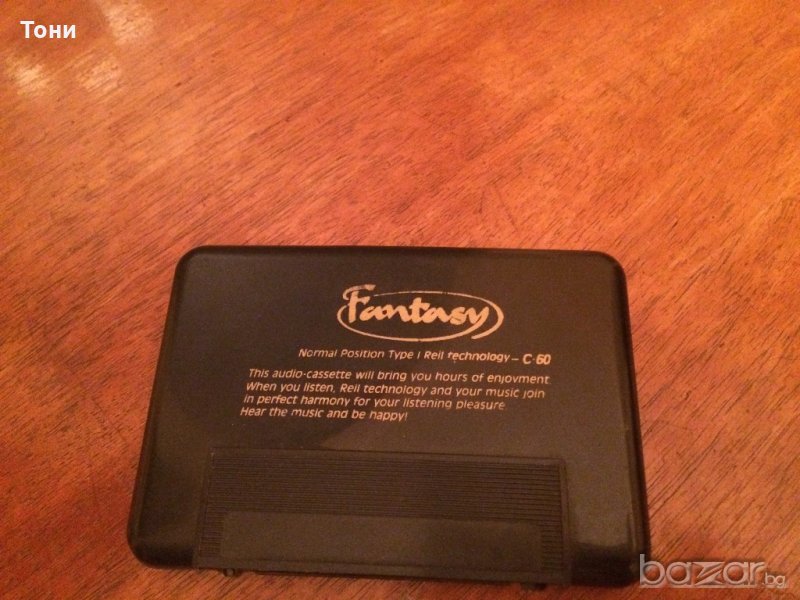 Тони
Fantasy
Normal Position Type I Reil technology – C-60
This audio-cassette will bring you hours of enjoyment
When you listen, Reil technology and your music join
in perfect harmony for your listening pleasure
Hear the music and be happy!
bazar.bg